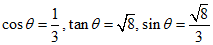 cos θ = 1/3, tan θ = √8, sin θ = √8/3